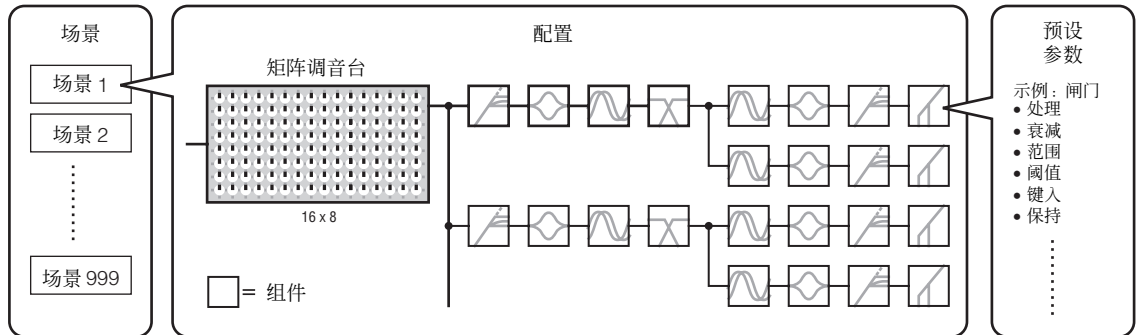 场景
场景 1
场景 2
场景 999
配置
矩阵调音台
16 x 8
= 组件
预设
参数
示例：闸门
• 处理
• 衰减
• 范围
• 阈值
• 键入
• 保持